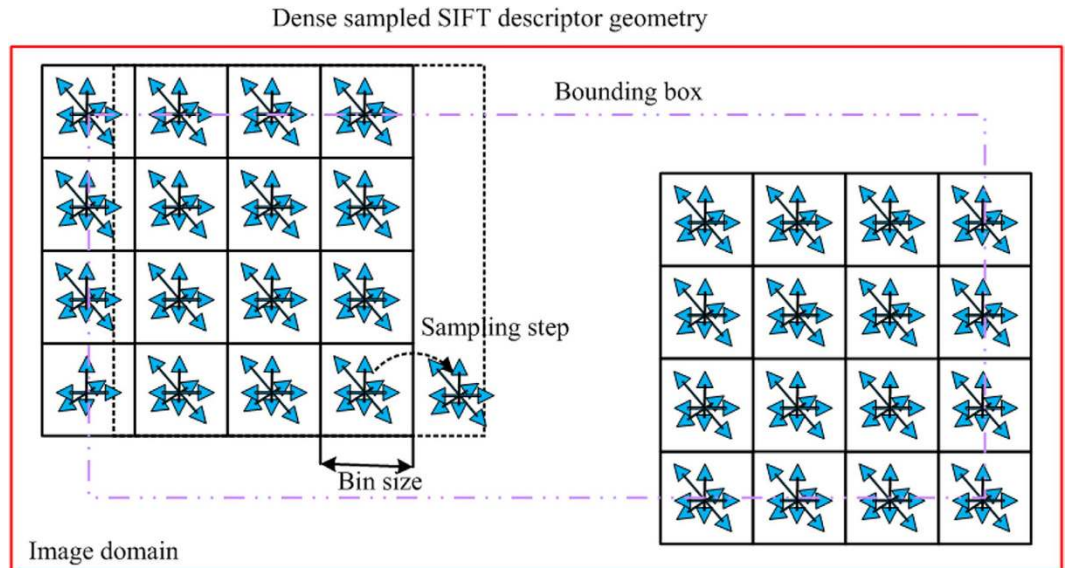 Dense sampled SIFT descriptor geometry
Bounding box
Sampling step
Bin size
Image domain